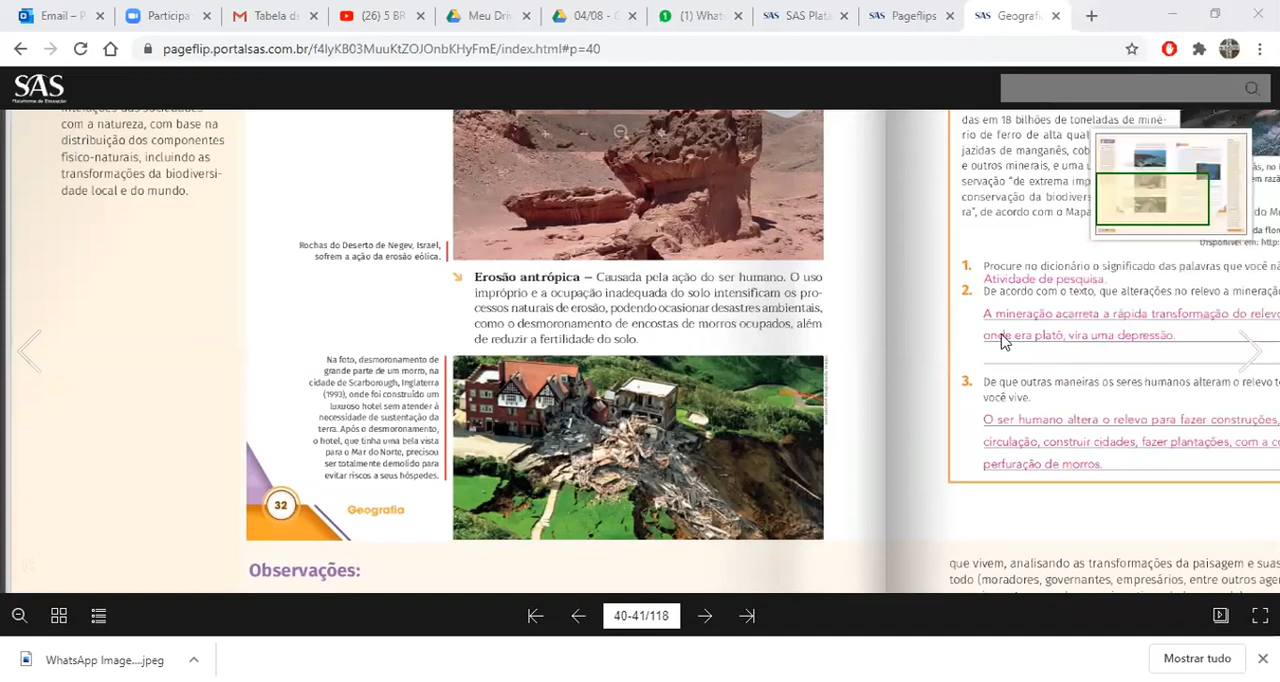 Email – P
Participa
Tabela d
(26) 5 BR
Meu Dri
04/08 - 
(1) What
SAS Plata
Pageflips
Geografi
pageflip.portalsas.com.br/f4IyKB03MuuKtZOJOnbKHyFmE/index.html#p=40
SAS
Plataforma de Educação
interações das sociedades
com a natureza, com base na
distribuição dos componentes
físico-naturais, incluindo as
transformações da biodiversi-
dade local e do mundo.
Rochas do Deserto de Negev, Israel,
sofrem a ação da erosão eólica.
Erosão antrópica – Causada pela ação do ser humano. O uso
impróprio e a ocupação inadequada do solo intensificam os pro-
cessos naturais de erosão, podendo ocasionar desastres ambientais,
como o desmoronamento de encostas de morros ocupados, além
de reduzir a fertilidade do solo.
Na foto, desmoronamento de
grande parte de um morro, na
cidade de Scarborough, Inglaterra
(1993), onde foi construído um
luxuoso hotel sem atender à
necessidade de sustentação da
terra. Após o desmoronamento,
o hotel, que tinha uma bela vista
para o Mar do Norte, precisou
ser totalmente demolido para
evitar riscos a seus hóspedes.
32
Geografia
Observações:
das em 18 bilhões de toneladas de miné-
rio de ferro de alta qual
jazidas de manganês, cob
e outros minerais, e uma
servação "de extrema imp
conservação da biodivers
ra", de acordo com o Mapa
Disponível em: http:
1. Procure no dicionário o significado das palavras que você nã
Atividade de pesquisa.
2. De acordo com o texto, que alterações no relevo a mineraçã
A mineração acarreta a rápida transformação do relevo
onde era platô, vira uma depressão.
3. De que outras maneiras os seres humanos alteram o relevo t
você vive.
O ser humano altera o relevo para fazer construções,
circulação, construir cidades, fazer plantações, com a c
perfuração de morros.
que vivem, analisando as transformações da paisagem e suas
todo (moradores, governantes, empresários, entre outros age
40-41/118
WhatsApp Image....jpeg
Mostrar tudo